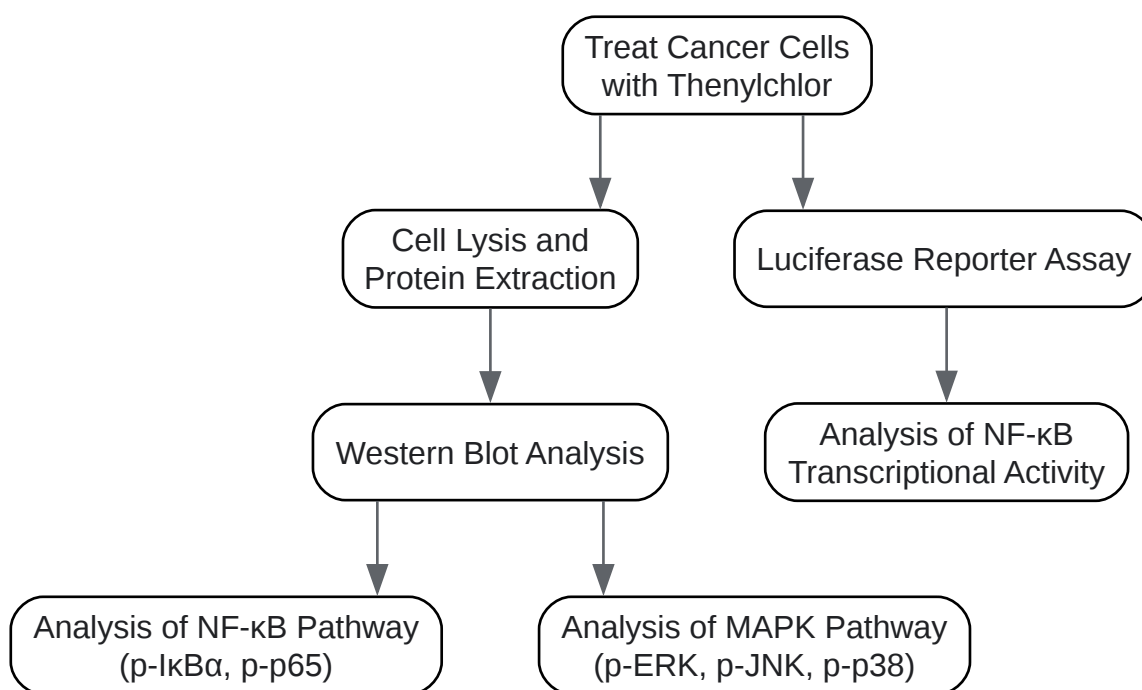 Treat Cancer Cells
with Thenylchlor
Cell Lysis and
Protein Extraction
Luciferase Reporter Assay
Western Blot Analysis
Analysis of NF-κB
Transcriptional Activity
Analysis of NF-κB Pathway
(p-IκBα, p-p65)
Analysis of MAPK Pathway
(p-ERK, p-JNK, p-p38)